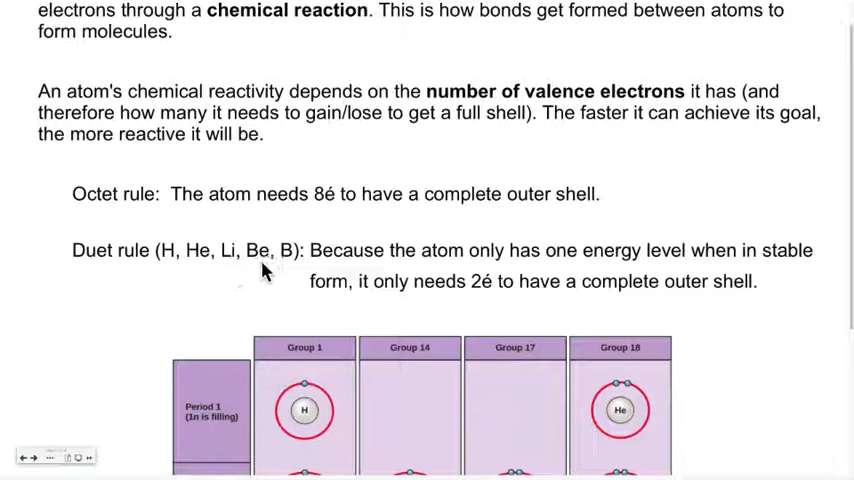 electrons through a chemical reaction. This is how bonds get formed between atoms to
form molecules.
An atom's chemical reactivity depends on the number of valence electrons it has (and
therefore how many it needs to gain/lose to get a full shell). The faster it can achieve its goal,
the more reactive it will be.
Octet rule: The atom needs 8é to have a complete outer shell.
Duet rule (H, He, Li, Be, B): Because the atom only has one energy level when in stable
form, it only needs 2é to have a complete outer shell.
Group 1 Group 14 Group 17 Group 18
Period 1
(1n is filling)
H He